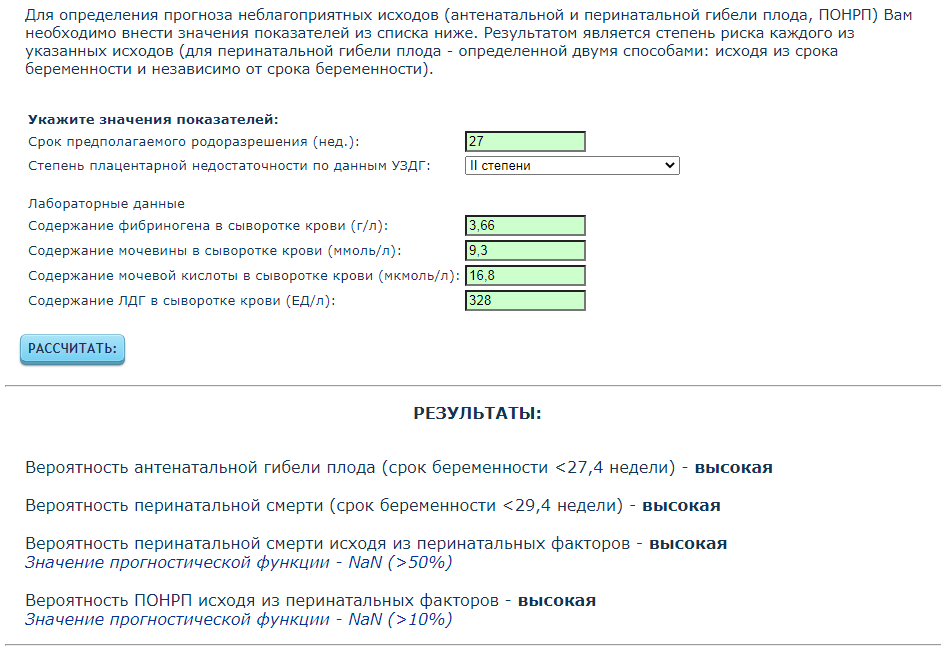 Для определения прогноза неблагоприятных исходов (антенатальной и перинатальной гибели плода, ПОНРП) Вам
необходимо внести значения показателей из списка ниже. Результатом является степень риска каждого из
указанных исходов (для перинатальной гибели плода - определенной двумя способами: исходя из срока
беременности и независимо от срока беременности).
Укажите значения показателей:
Срок предполагаемого родоразрешения (нед.): 27
Степень плацентарной недостаточности по данным УЗДГ: II степени
Лабораторные данные
Содержание фибриногена в сыворотке крови (г/л): 3,66
Содержание мочевины в сыворотке крови (ммоль/л): 9,3
Содержание мочевой кислоты в сыворотке крови (мкмоль/л): 16,8
Содержание ЛДГ в сыворотке крови (ЕД/л): 328
РАССЧИТАТЬ:
РЕЗУЛЬТАТЫ:
Вероятность антенатальной гибели плода (срок беременности <27,4 недели) - высокая
Вероятность перинатальной смерти (срок беременности <29,4 недели) - высокая
Вероятность перинатальной смерти исходя из перинатальных факторов - высокая
Значение прогностической функции - NaN (>50%)
Вероятность ПОНРП исходя из перинатальных факторов - высокая
Значение прогностической функции - NaN (>10%)